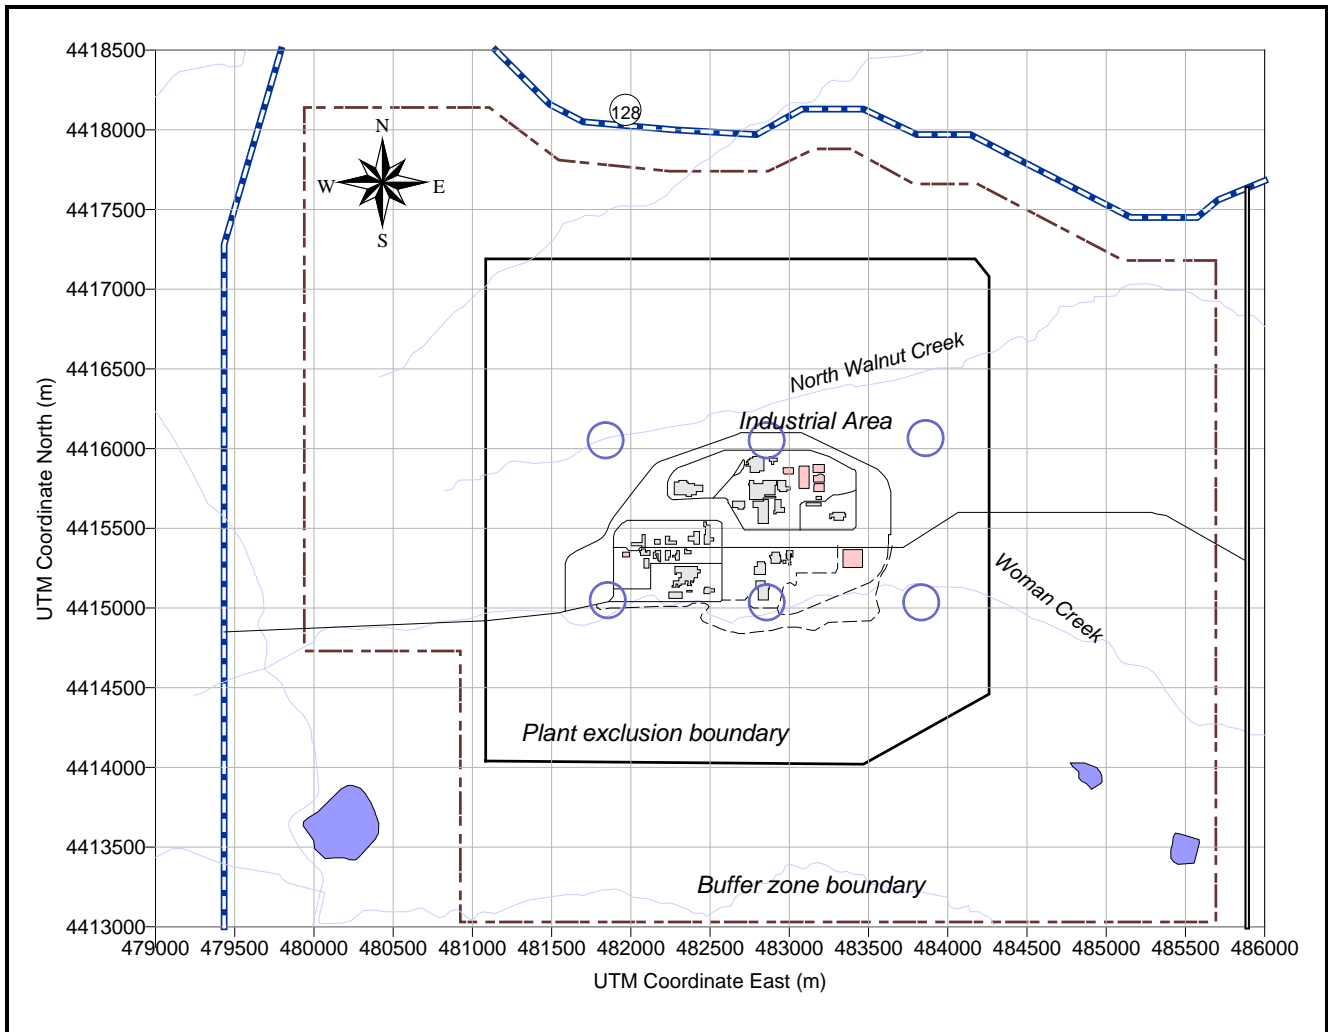 4418500
128
4418000
N
W
E
S
4417500
4417000
4416500
North Walnut Creek
Industrial Area
4416000
4415500
Woman Creek
4415000
4414500
Plant exclusion boundary
4414000
4413500
Buffer zone boundary
4413000
UTM Coordinate North (m)
479000 479500 480000 480500 481000 481500 482000 482500 483000 483500 484000 484500 485000 485500 486000
UTM Coordinate East (m)